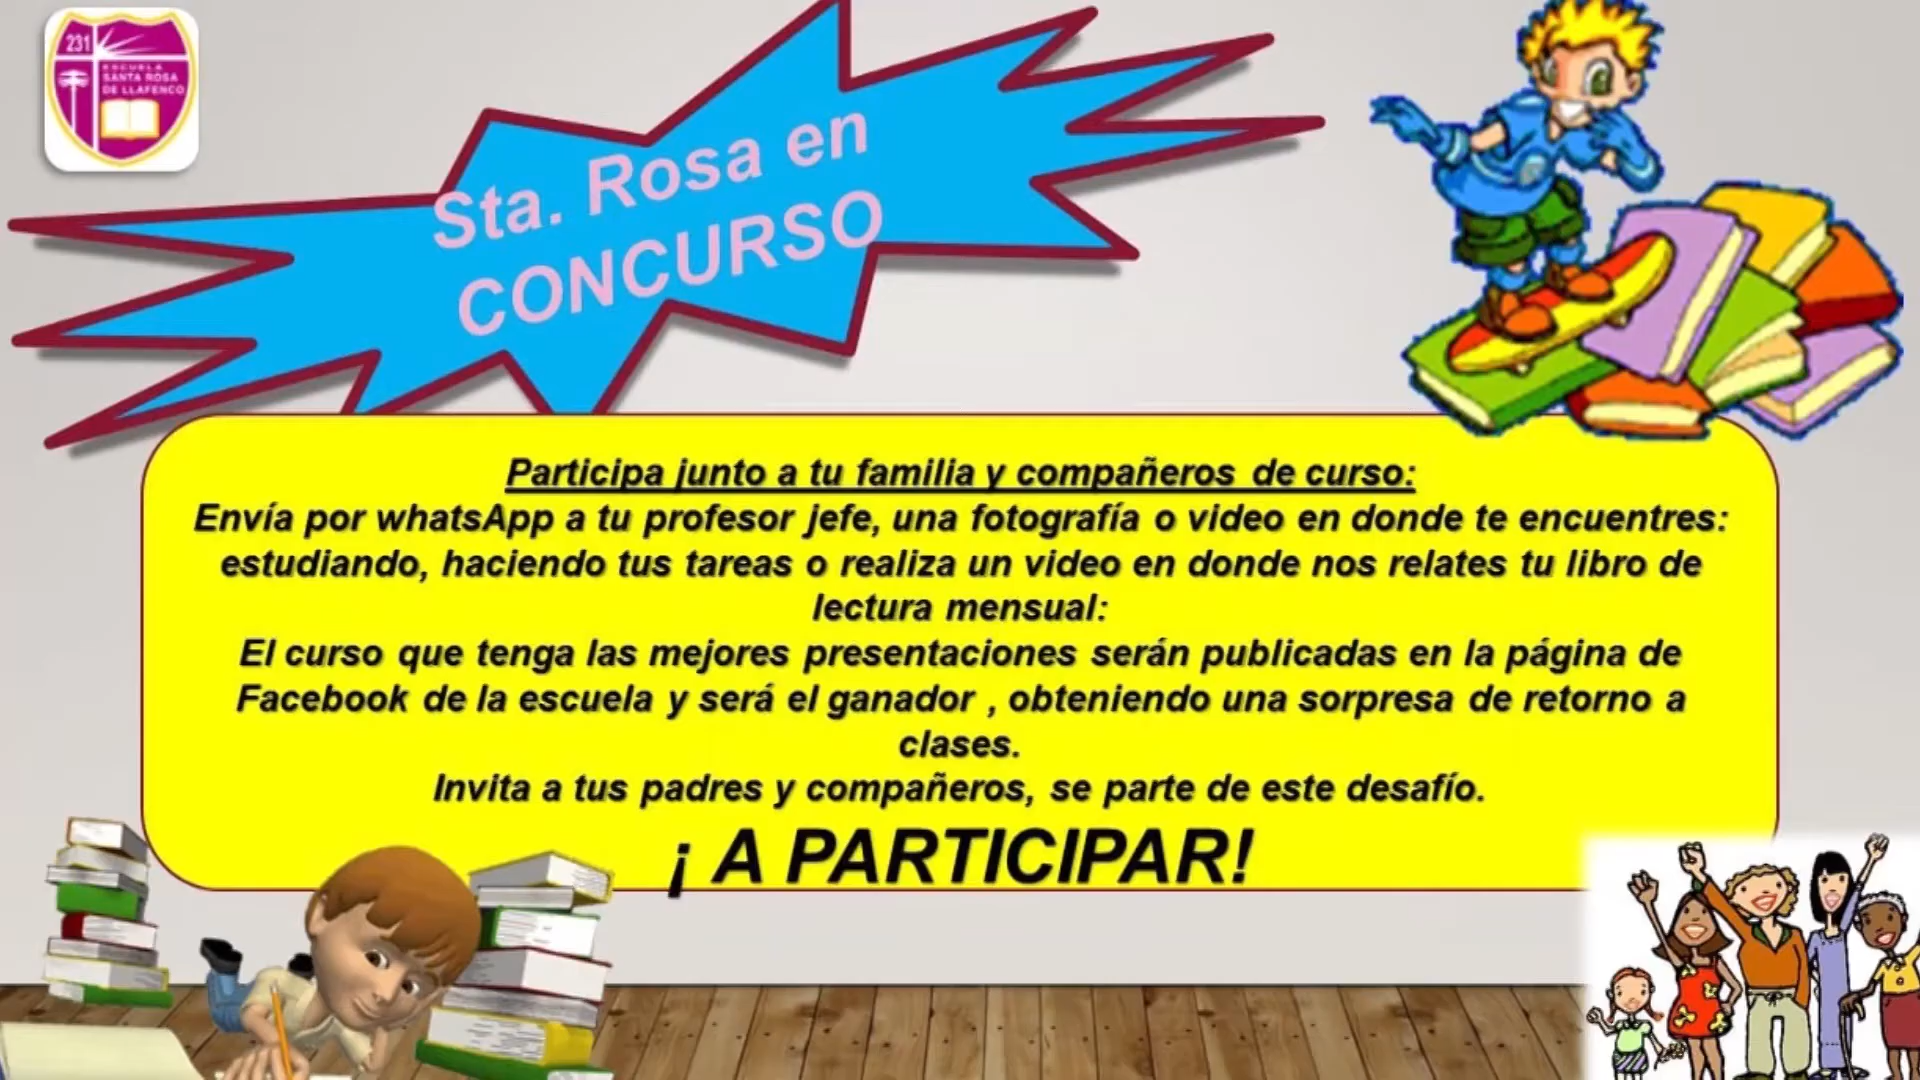 231
ESCUELA
SANTA ROSA
DE LLAFENCO
Sta. Rosa en
CONCURSO
Participa junto a tu familia y compañeros de curso:
Envía por whatsApp a tu profesor jefe, una fotografía o video en donde te encuentres:
estudiando, haciendo tus tareas o realiza un video en donde nos relates tu libro de
lectura mensual:
El curso que tenga las mejores presentaciones serán publicadas en la página de
Facebook de la escuela y será el ganador , obteniendo una sorpresa de retorno a
clases.
Invita a tus padres y compañeros, se parte de este desafío.
¡ A PARTICIPAR!